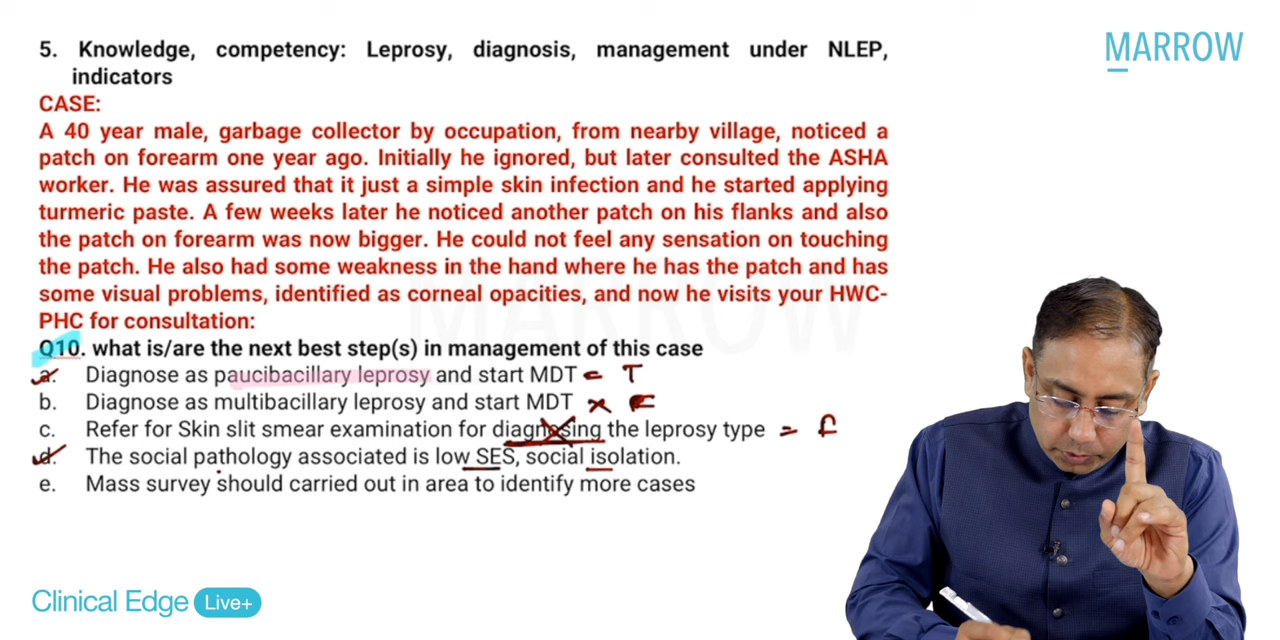 MARROW
5. Knowledge, competency: Leprosy, diagnosis, management under NLEP,
indicators
CASE:
A 40 year male, garbage collector by occupation, from nearby village, noticed a
patch on forearm one year ago. Initially he ignored, but later consulted the ASHA
worker. He was assured that it just a simple skin infection and he started applying
turmeric paste. A few weeks later he noticed another patch on his flanks and also
the patch on forearm was now bigger. He could not feel any sensation on touching
the patch. He also had some weakness in the hand where he has the patch and has
some visual problems, identified as corneal opacities, and now he visits your HWC-
PHC for consultation:
Q10. what is/are the next best step(s) in management of this case
a. Diagnose as paucibacillary leprosy and start MDT = T
b. Diagnose as multibacillary leprosy and start MDT x F
c. Refer for Skin slit smear examination for diagnosing the leprosy type = F
d. The social pathology associated is low SES, social isolation.
e. Mass survey should carried out in area to identify more cases
MARROW
Clinical Edge Live+